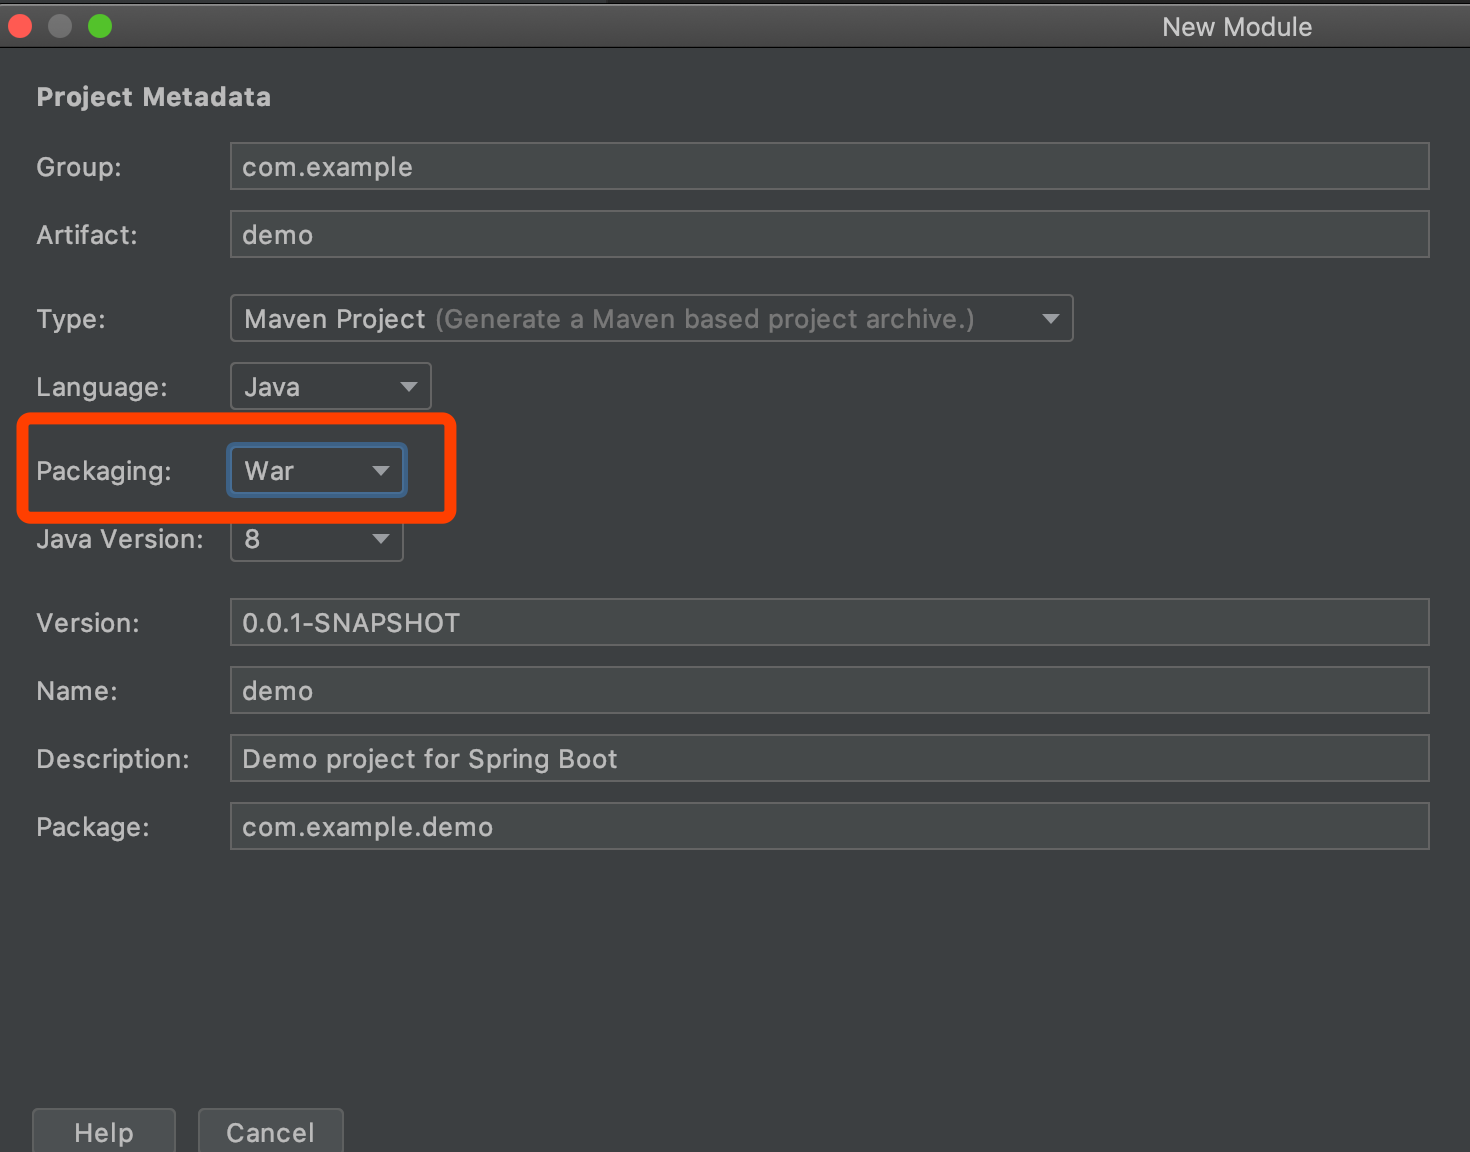 New Module
Project Metadata
Group: com.example
Artifact: demo
Type: Maven Project (Generate a Maven based project archive.)
Language: Java
Packaging: War
Java Version: 8
Version: 0.0.1-SNAPSHOT
Name: demo
Description: Demo project for Spring Boot
Package: com.example.demo
Help Cancel